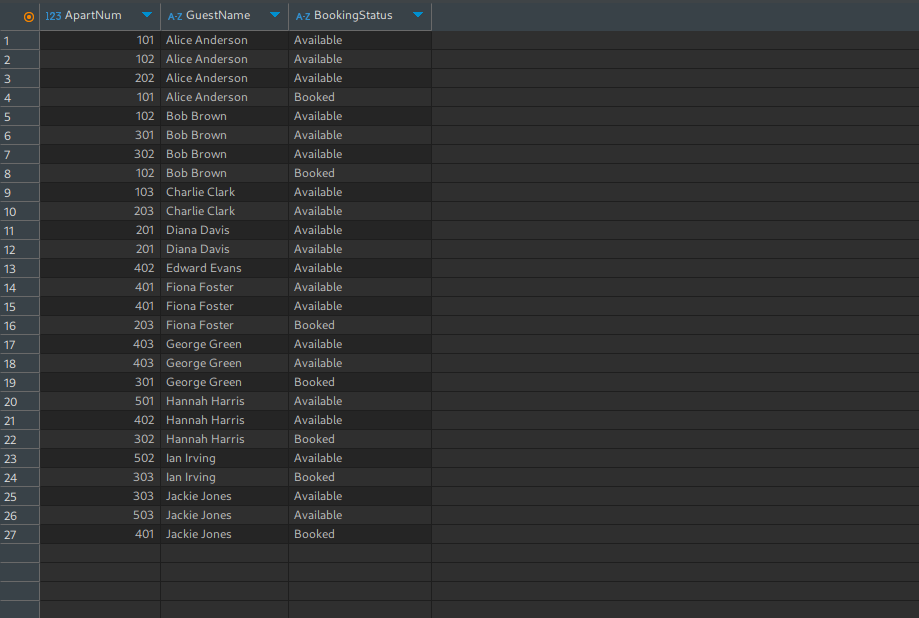 123 ApartNum A-Z GuestName A-Z BookingStatus
1 101 Alice Anderson Available
2 102 Alice Anderson Available
3 202 Alice Anderson Available
4 101 Alice Anderson Booked
5 102 Bob Brown Available
6 301 Bob Brown Available
7 302 Bob Brown Available
8 102 Bob Brown Booked
9 103 Charlie Clark Available
10 203 Charlie Clark Available
11 201 Diana Davis Available
12 201 Diana Davis Available
13 402 Edward Evans Available
14 401 Fiona Foster Available
15 401 Fiona Foster Available
16 203 Fiona Foster Booked
17 403 George Green Available
18 403 George Green Available
19 301 George Green Booked
20 501 Hannah Harris Available
21 402 Hannah Harris Available
22 302 Hannah Harris Booked
23 502 Ian Irving Available
24 303 Ian Irving Booked
25 303 Jackie Jones Available
26 503 Jackie Jones Available
27 401 Jackie Jones Booked